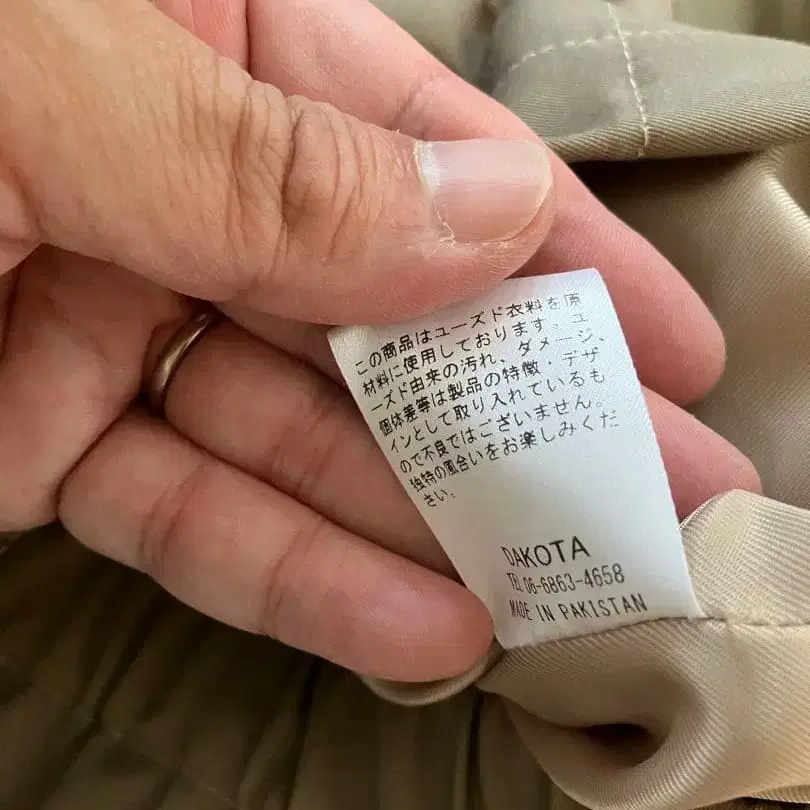 この商品はユーズド衣料を原
材料に使用しております。ユ
ーズド由来の汚れ、ダメージ、
個体差等は製品の特徴・デザ
インとして取り入れているも
ので不良ではございません。
独特の風合いをお楽しみくだ
さい。
DAKOTA
TEL 06-6863-4658
MADE IN PAKISTAN